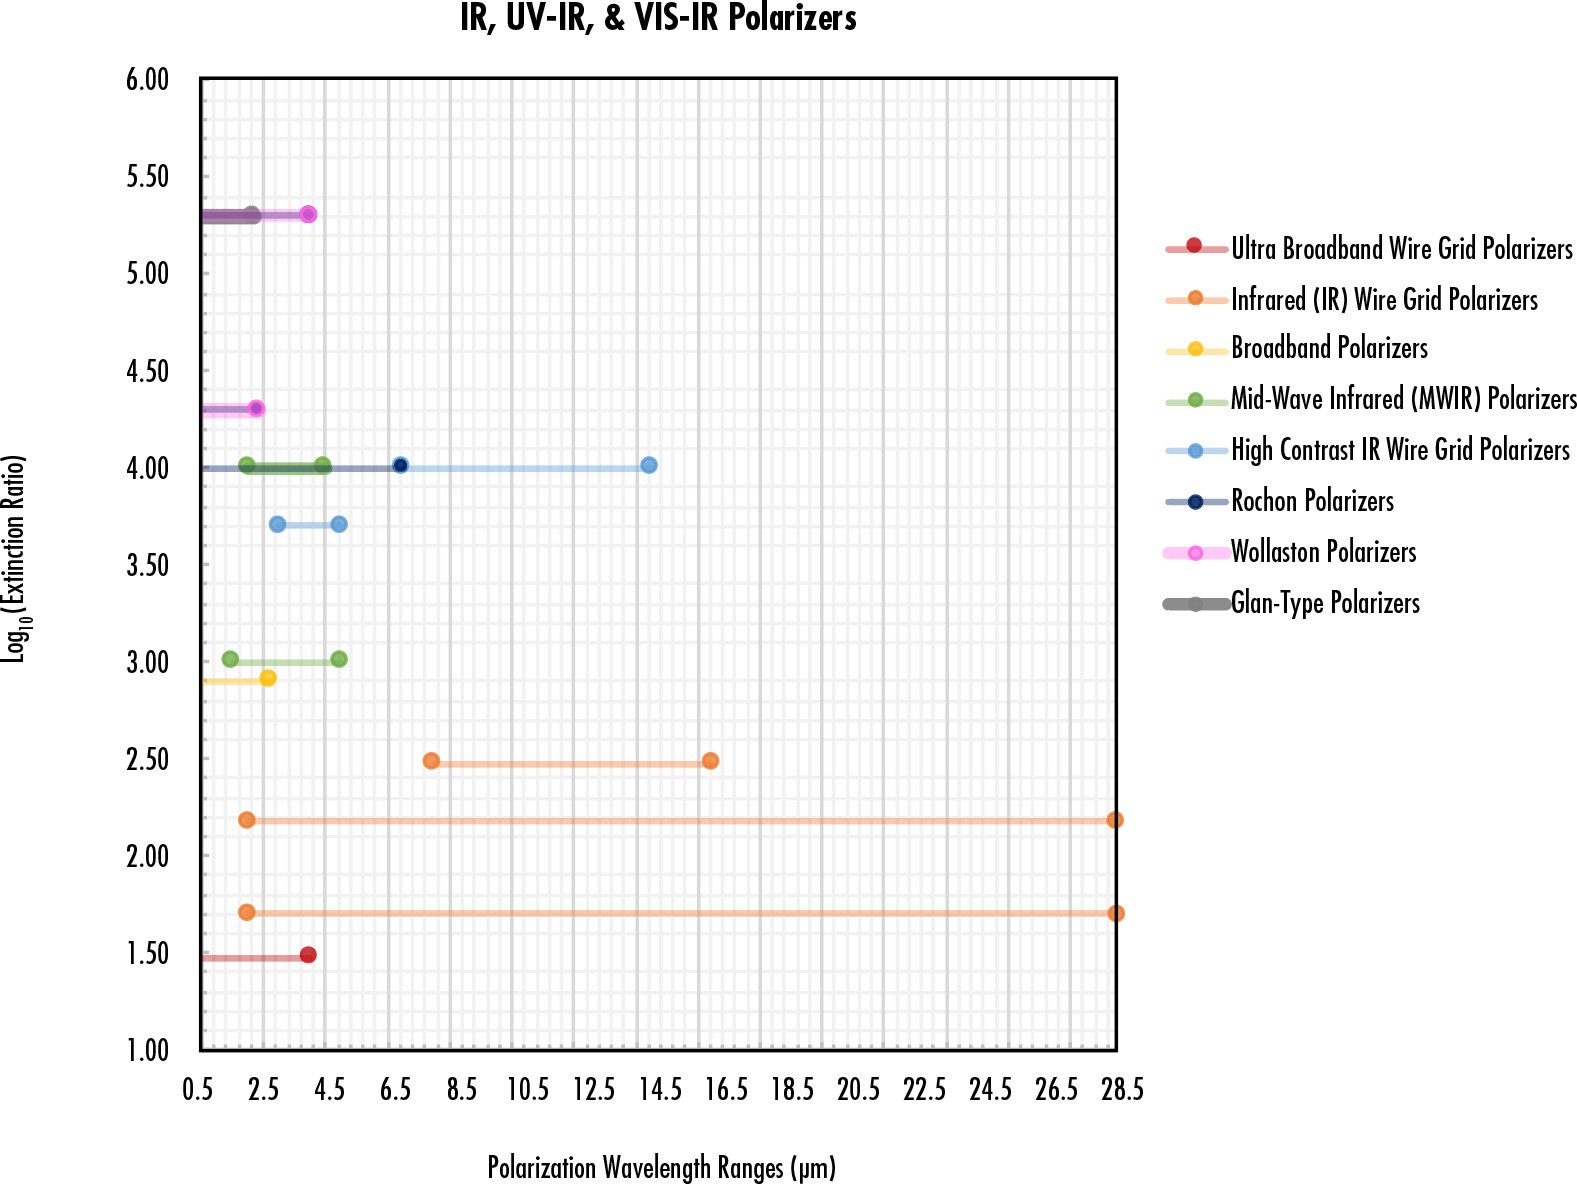 IR, UV-IR, & VIS-IR Polarizers
6.00
5.50
5.00
4.50
4.00
3.50
3.00
2.50
2.00
1.50
1.00
Log10(Extinction Ratio)
0.5 2.5 4.5 6.5 8.5 10.5 12.5 14.5 16.5 18.5 20.5 22.5 24.5 26.5 28.5
Polarization Wavelength Ranges (µm)
Ultra Broadband Wire Grid Polarizers
Infrared (IR) Wire Grid Polarizers
Broadband Polarizers
Mid-Wave Infrared (MWIR) Polarizers
High Contrast IR Wire Grid Polarizers
Rochon Polarizers
Wollaston Polarizers
Glan-Type Polarizers